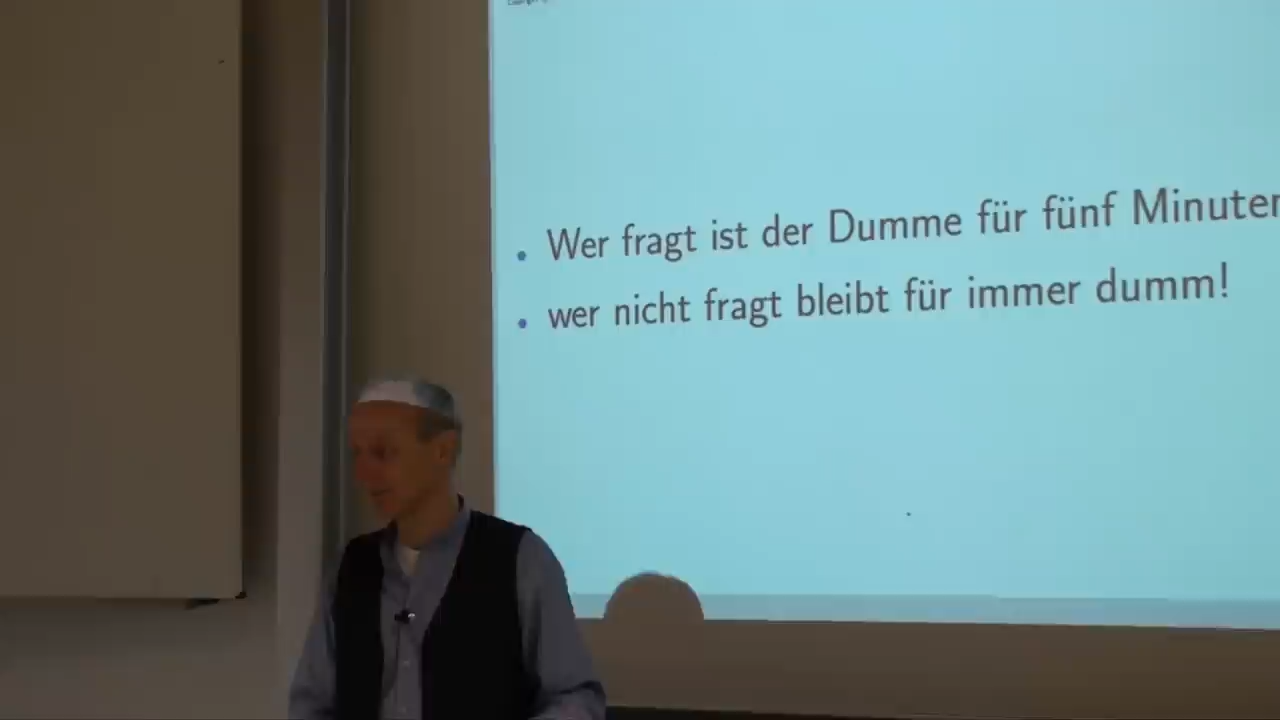 Wer fragt ist der Dumme für fünf Minuten
wer nicht fragt bleibt für immer dumm!